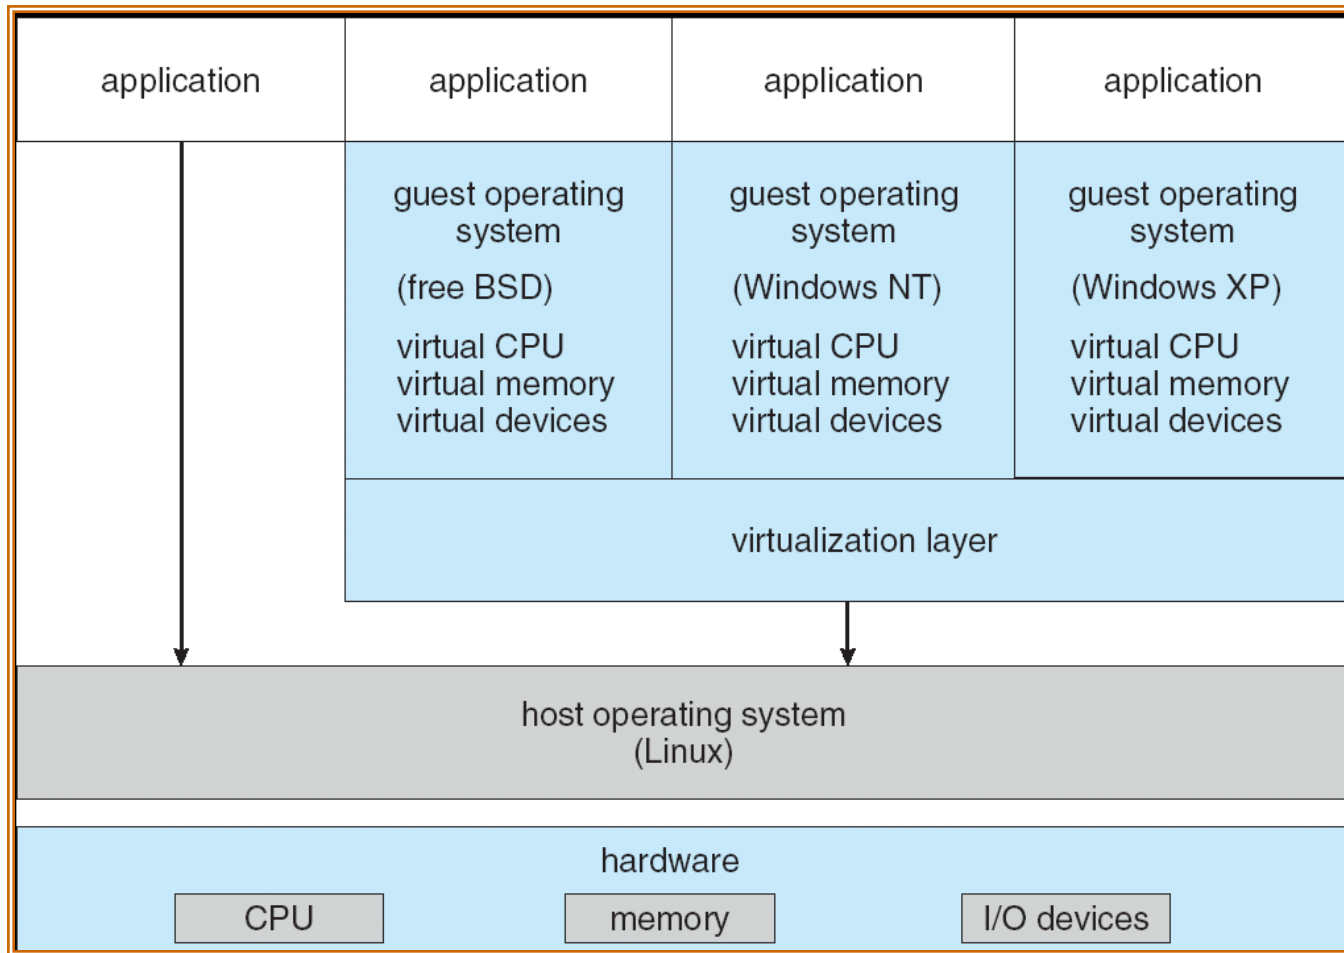 application
application
application
application
guest operating
system
(free BSD)
virtual CPU
virtual memory
virtual devices
guest operating
system
(Windows NT)
virtual CPU
virtual memory
virtual devices
guest operating
system
(Windows XP)
virtual CPU
virtual memory
virtual devices
virtualization layer
host operating system
(Linux)
hardware
CPU
memory
I/O devices